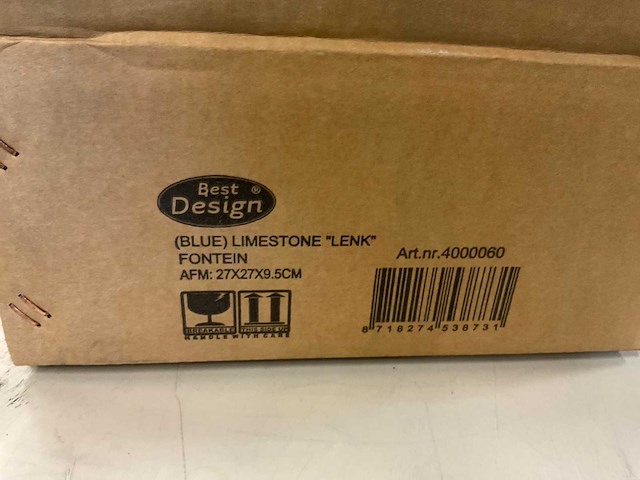 Best ®
Design
(BLUE) LIMESTONE "LENK"
FONTEIN
AFM: 27X27X9.5CM
Art.nr.4000060
BREAKABLE THIS SIDE UP
HANDLE WITH CARE
8 718274 538731